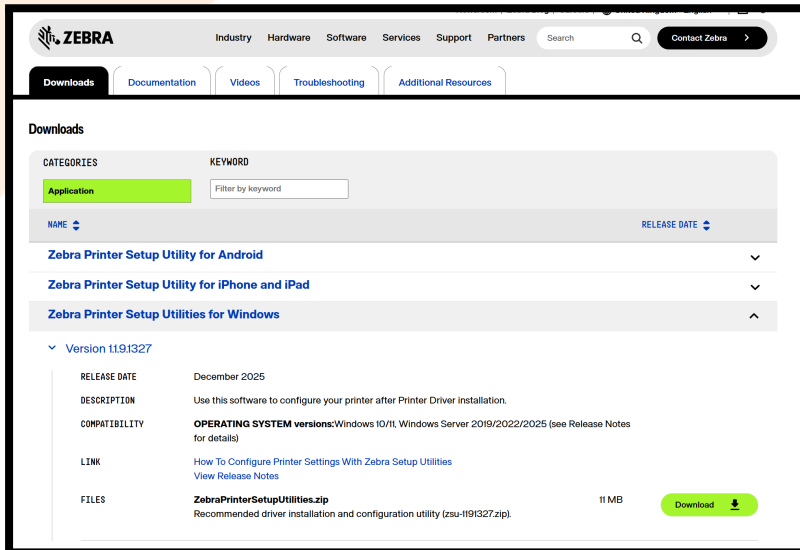 ZEBRA
Industry Hardware Software Services Support Partners Search Contact Zebra
Downloads Documentation Videos Troubleshooting Additional Resources
Downloads
CATEGORIES KEYWORD
Application Filter by keyword
NAME RELEASE DATE
Zebra Printer Setup Utility for Android
Zebra Printer Setup Utility for iPhone and iPad
Zebra Printer Setup Utilities for Windows
Version 1.1.9.1327
RELEASE DATE December 2025
DESCRIPTION Use this software to configure your printer after Printer Driver installation.
COMPATIBILITY OPERATING SYSTEM versions:Windows 10/11, Windows Server 2019/2022/2025 (see Release Notes
for details)
LINK How To Configure Printer Settings With Zebra Setup Utilities
View Release Notes
FILES ZebraPrinterSetupUtilities.zip 11 MB Download
Recommended driver installation and configuration utility (zsu-1191327.zip).